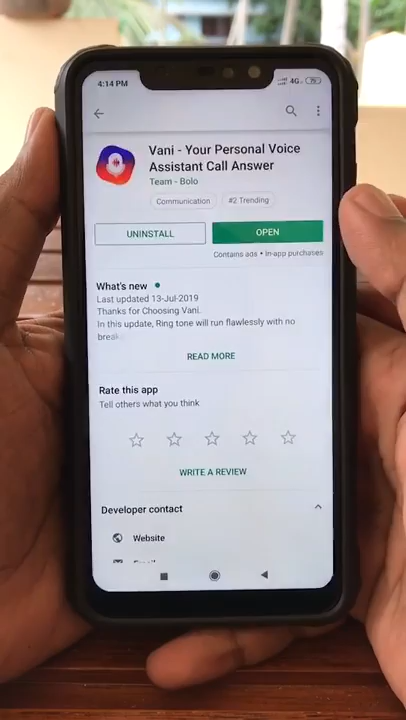 4:14 PM
4G
Vani - Your Personal Voice
Assistant Call Answer
Team - Bolo
Communication
#2 Trending
UNINSTALL
OPEN
Contains ads • In-app purchases
What's new
Last updated 13-Jul-2019
Thanks for Choosing Vani.
In this update, Ring tone will run flawlessly with no
break
READ MORE
Rate this app
Tell others what you think
WRITE A REVIEW
Developer contact
Website